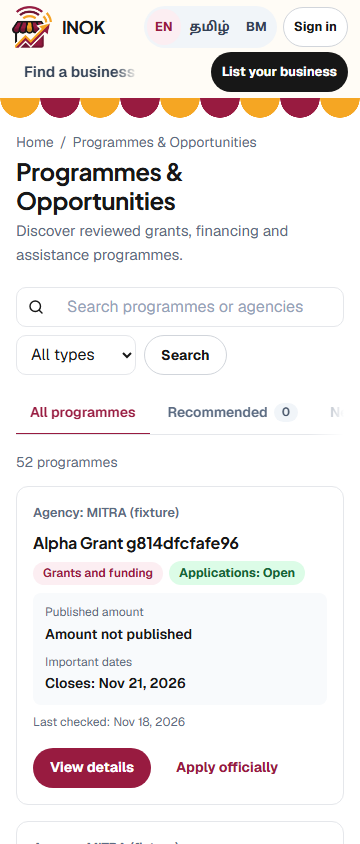 INOK
EN தமிழ் BM
Sign in
Find a business
List your business
Home / Programmes & Opportunities
Programmes &
Opportunities
Discover reviewed grants, financing and
assistance programmes.
Search programmes or agencies
All types
Search
All programmes
Recommended 0
52 programmes
Agency: MITRA (fixture)
Alpha Grant g814dfcfafe96
Grants and funding
Applications: Open
Published amount
Amount not published
Important dates
Closes: Nov 21, 2026
Last checked: Nov 18, 2026
View details
Apply officially